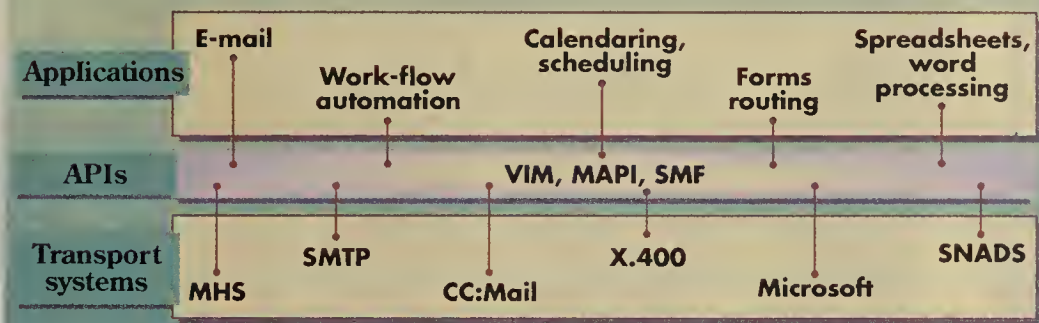 Applications
E-mail
Work-flow
automation
Calendaring,
scheduling
Forms
routing
Spreadsheets,
word
processing
APIs
VIM, MAPI, SMF
Transport
systems
MHS
SMTP
CC:Mail
X.400
Microsoft
SNADS